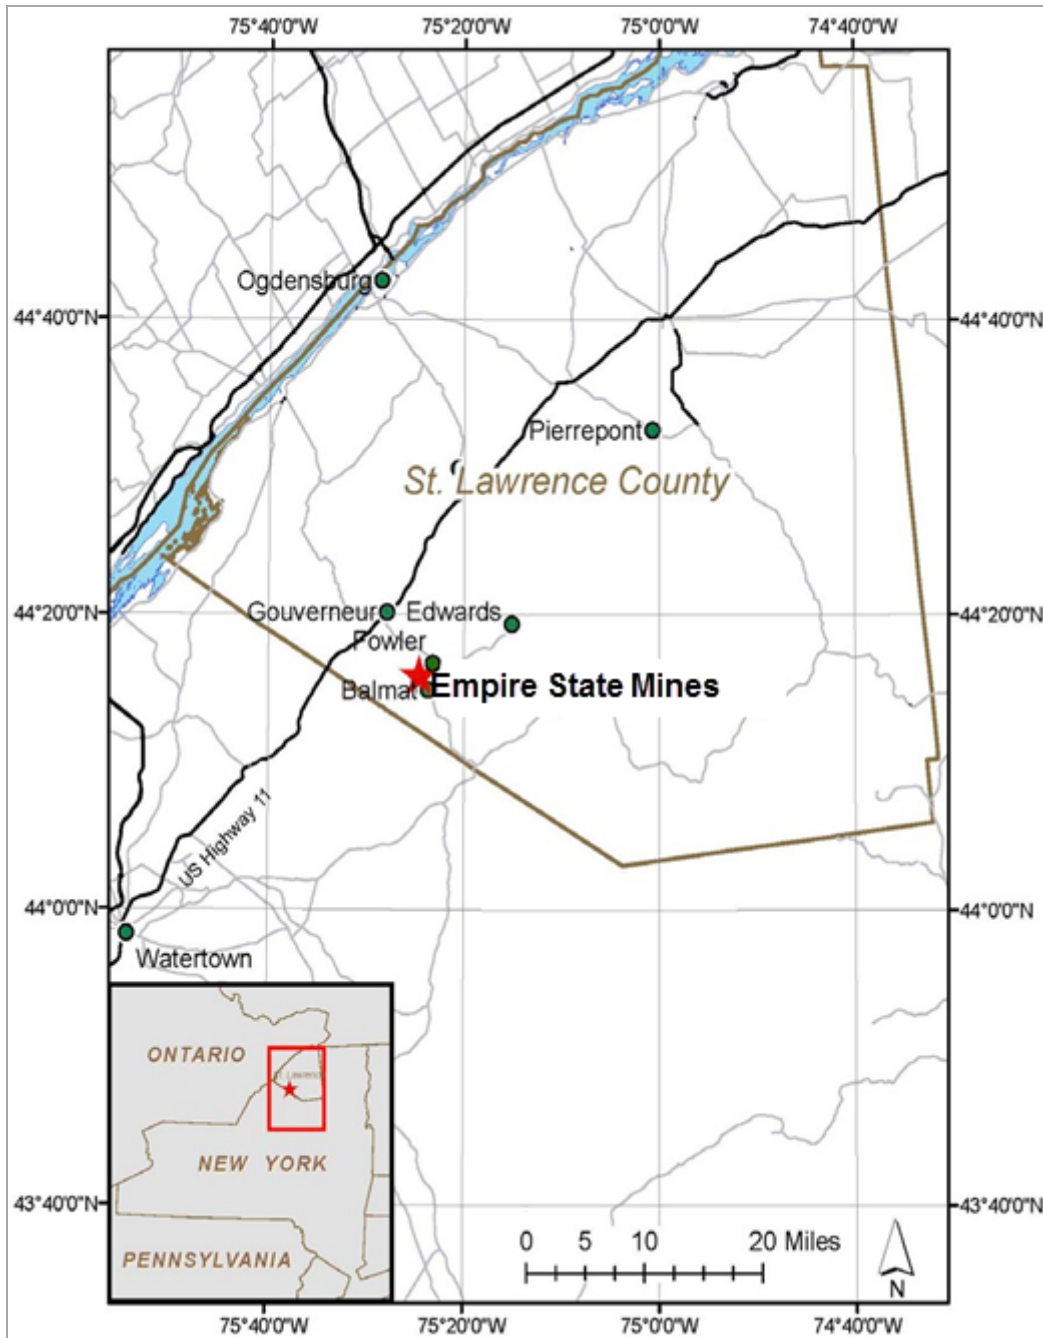 75°40'0"W 75°20'0"W 75°0'0"W 74°40'0"W
Ogdensburg
44°40'0"N 44°40'0"N
Pierrepont
St. Lawrence County
44°20'0"N 44°20'0"N
Gouverneur Edwards
Fowler
Balmat Empire State Mines
US Highway 11
44°0'0"N 44°0'0"N
Watertown
ONTARIO
NEW YORK
PENNSYLVANIA
43°40'0"N 43°40'0"N
0 5 10 20 Miles
N
75°40'0"W 75°20'0"W 75°0'0"W 74°40'0"W